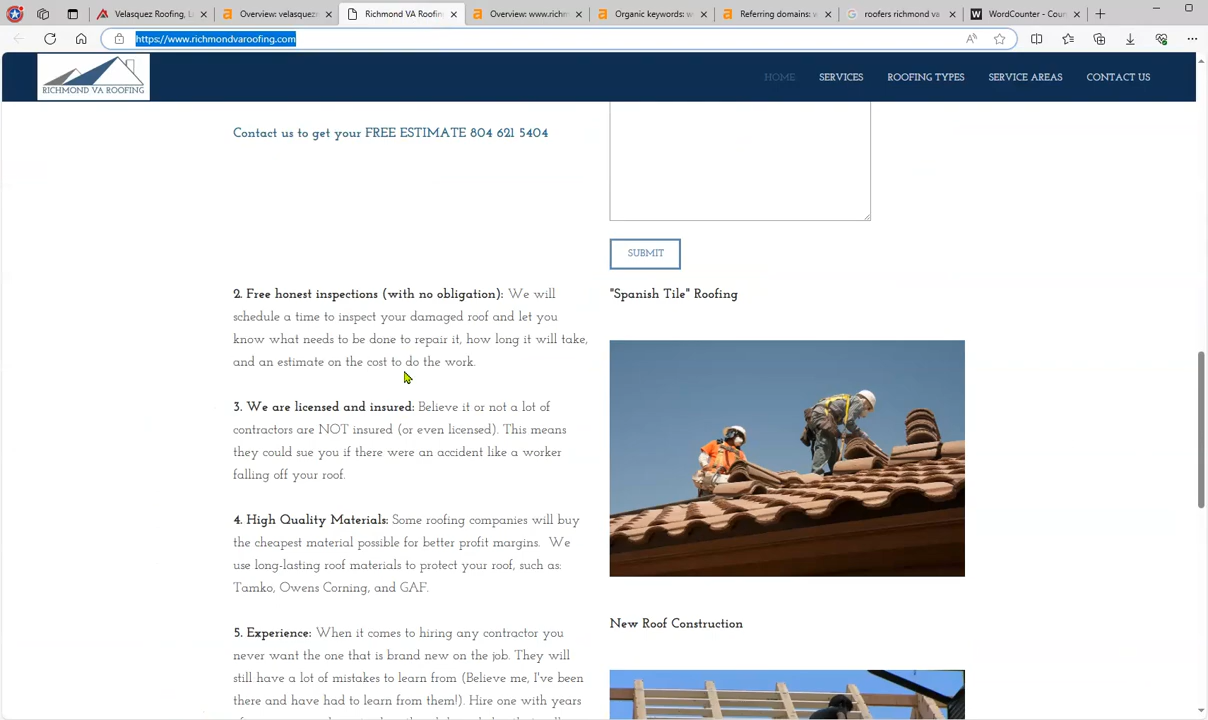 Velasquez Roofing, L
Overview: velasquezr
Richmond VA Roofing
Overview: www.richm
Organic keywords: w
Referring domains: w
roofers richmond va
WordCounter - Coun
https://www.richmondvaroofing.com
RICHMOND VA ROOFING
HOME
SERVICES
ROOFING TYPES
SERVICE AREAS
CONTACT US
Contact us to get your FREE ESTIMATE 804 621 5404
SUBMIT
2. Free honest inspections (with no obligation): We will
schedule a time to inspect your damaged roof and let you
know what needs to be done to repair it, how long it will take,
and an estimate on the cost to do the work.
3. We are licensed and insured: Believe it or not a lot of
contractors are NOT insured (or even licensed). This means
they could sue you if there were an accident like a worker
falling off your roof.
4. High Quality Materials: Some roofing companies will buy
the cheapest material possible for better profit margins. We
use long-lasting roof materials to protect your roof, such as:
Tamko, Owens Corning, and GAF.
5. Experience: When it comes to hiring any contractor you
never want the one that is brand new on the job. They will
still have a lot of mistakes to learn from (Believe me, I've been
there and have had to learn from them!). Hire one with years
"Spanish Tile" Roofing
New Roof Construction